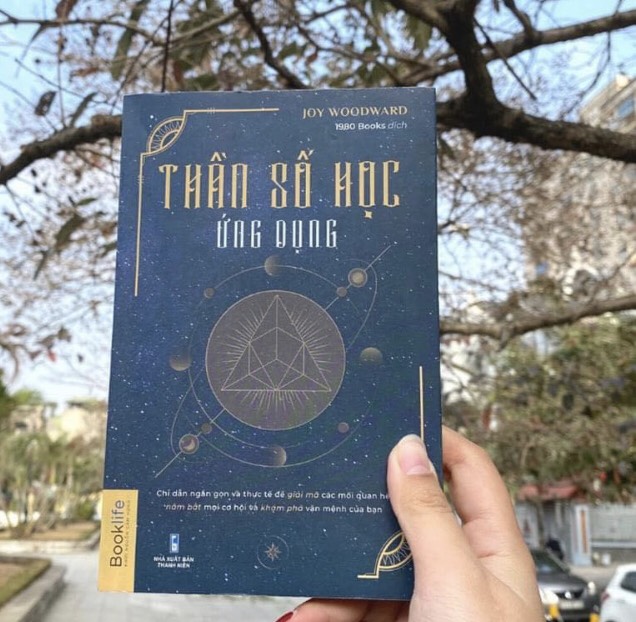 JOY WOODWARD
1980 Books dịch
THẦN SỐ HỌC
ỨNG DỤNG
Chỉ dẫn ngắn gọn và thực tế để giải mã các mối quan hệ
nắm bắt mọi cơ hội và khám phá vận mệnh của bạn
Booklife
NHÀ XUẤT BẢN
THANH NIÊN